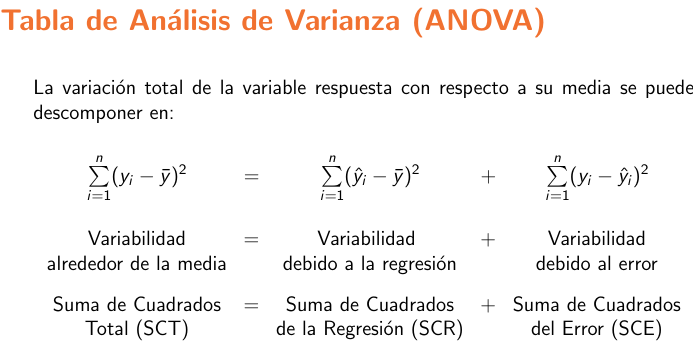 Tabla de Análisis de Varianza (ANOVA)
La variación total de la variable respuesta con respecto a su media se puede
descomponer en:
$\sum_{i=1}^{n}(y_i - \bar{y})^2 = \sum_{i=1}^{n}(\hat{y}_i - \bar{y})^2 + \sum_{i=1}^{n}(y_i - \hat{y}_i)^2$
Variabilidad = Variabilidad + Variabilidad
alrededor de la media debido a la regresión debido al error
Suma de Cuadrados = Suma de Cuadrados + Suma de Cuadrados
Total (SCT) de la Regresión (SCR) del Error (SCE)